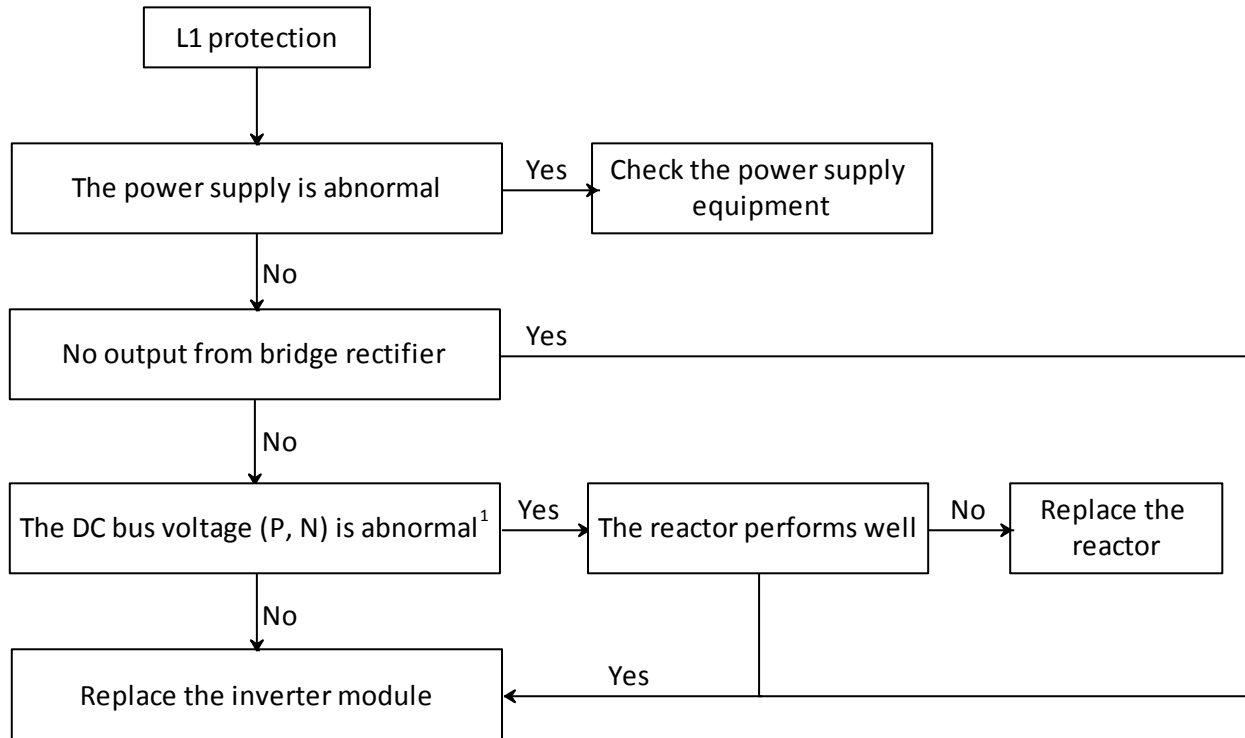 L1 protection
The power supply is abnormal
Yes
Check the power supply
equipment
No
No output from bridge rectifier
Yes
No
The DC bus voltage (P, N) is abnormal1
Yes
The reactor performs well
No
Replace the
reactor
No
Replace the inverter module
Yes